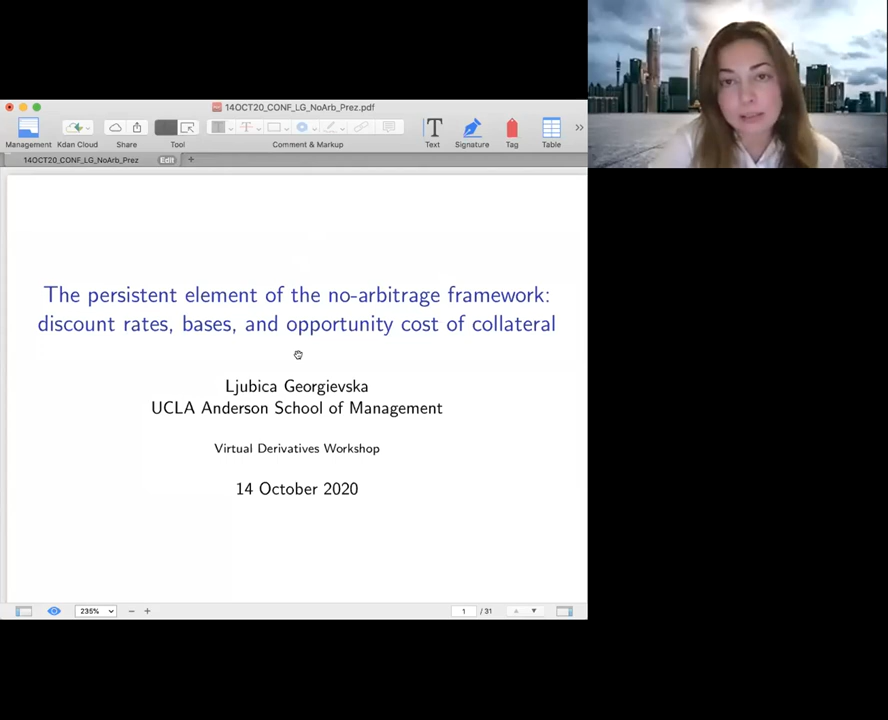 14OCT20_CONF_LG_NoArb_Prez.pdf
T
Management
Kdan Cloud
Share
Tool
Comment & Markup
Text
Signature
Tag
Table
14OCT20_CONF_LG_NoArb_Prez
Edit
+
The persistent element of the no-arbitrage framework:
discount rates, bases, and opportunity cost of collateral
Ljubica Georgievska
UCLA Anderson School of Management
Virtual Derivatives Workshop
14 October 2020
235%
1 / 31